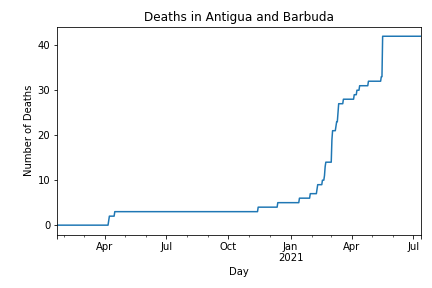 Deaths in Antigua and Barbuda
Number of Deaths
40
30
20
10
0
Apr Jul Oct Jan Apr Jul
2021
Day